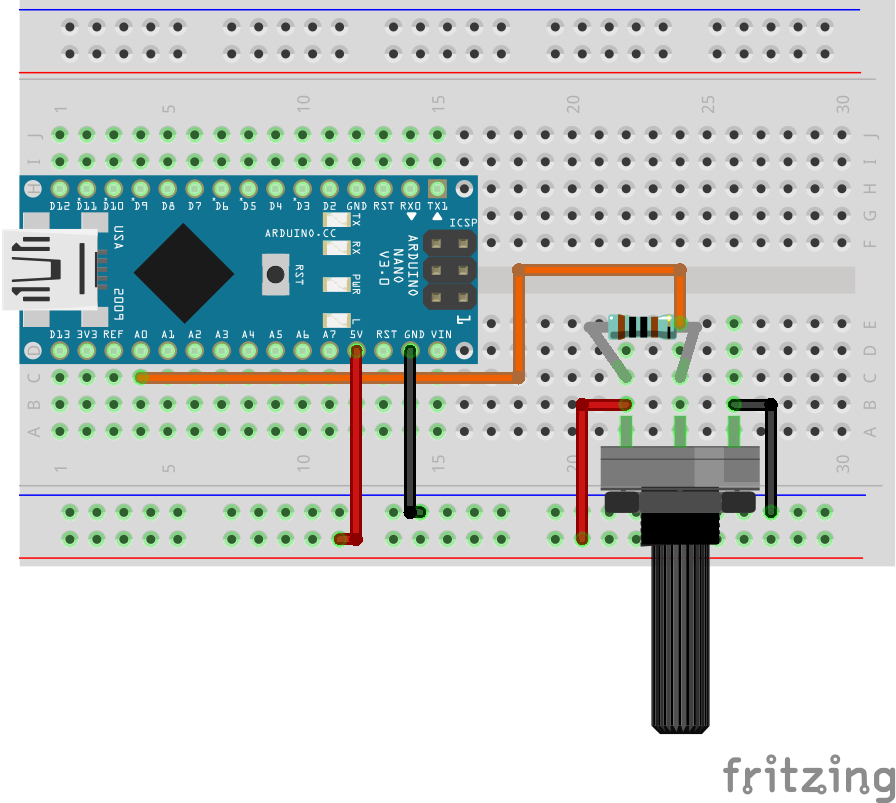 1 5 10 15 20 25 30
J J
I I
H H
D12 D11 D10 D9 D8 D7 D6 D5 D4 D3 D2 GND RST RX0 TX1
TX
RX
PWR
L
RST
ARDUINO.CC
ARDUINO
NANO
V3.0
ICSP
1
USA
2009
G
F
D13 3V3 REF A0 A1 A2 A3 A4 A5 A6 A7 5V RST GND VIN
E
D D
C C
B B
A A
1 5 10 15 20 30
fritzing